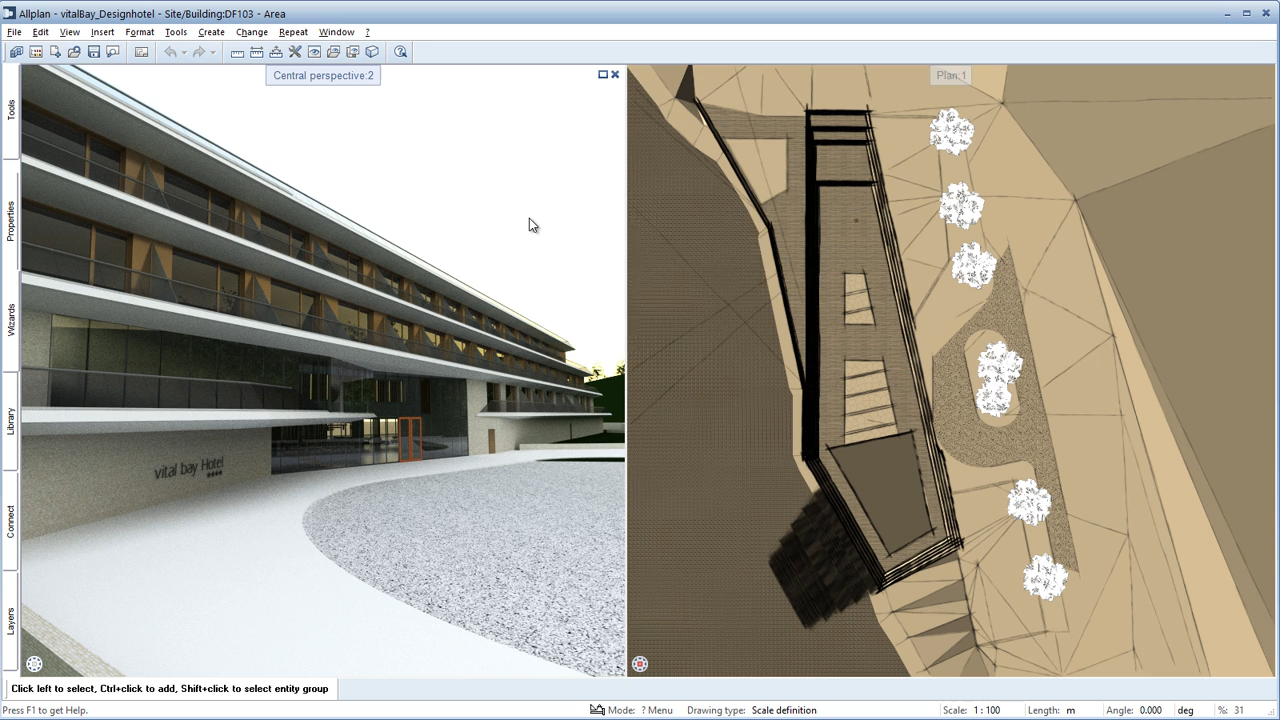 Allplan - vitalBay_Designhotel - Site/Building:DF103 - Area
File Edit View Insert Format Tools Create Change Repeat Window ?
Central perspective:2
Plan:1
Tools
Properties
Wizards
Library
Connect
Layers
vital bay Hotel
Click left to select, Ctrl+click to add, Shift+click to select entity group
Press F1 to get Help. Mode: ? Menu Drawing type: Scale definition Scale: 1 : 100 Length: m Angle: 0.000 deg %: 31